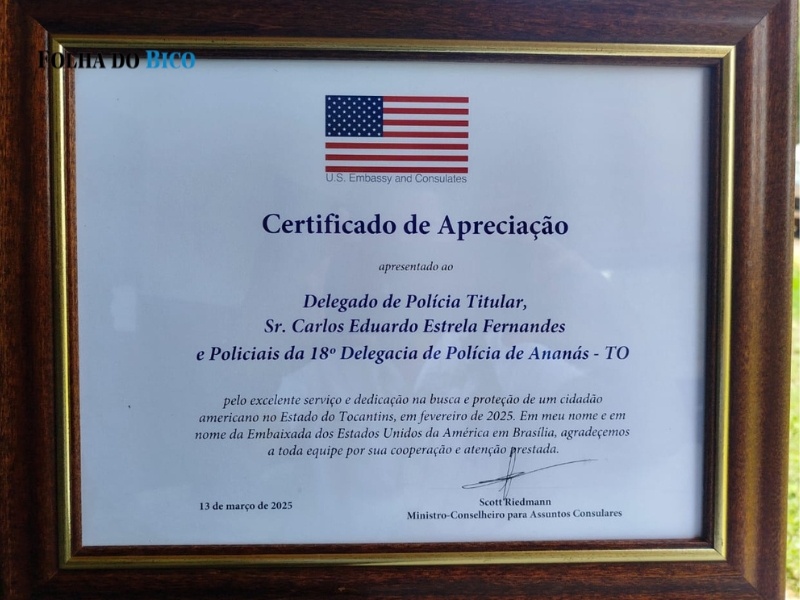 FOLHA DO BICO
U.S. Embassy and Consulates
Certificado de Apreciação
apresentado ao
Delegado de Polícia Titular,
Sr. Carlos Eduardo Estrela Fernandes
e Policiais da 18º Delegacia de Polícia de Ananás - TO
pelo excelente serviço e dedicação na busca e proteção de um cidadão
americano no Estado do Tocantins, em fevereiro de 2025. Em meu nome e em
nome da Embaixada dos Estados Unidos da América em Brasília, agradeçemos
a toda equipe por sua cooperação e atenção prestada.
13 de março de 2025
Scott Riedmann
Ministro-Conselheiro para Assuntos Consulares